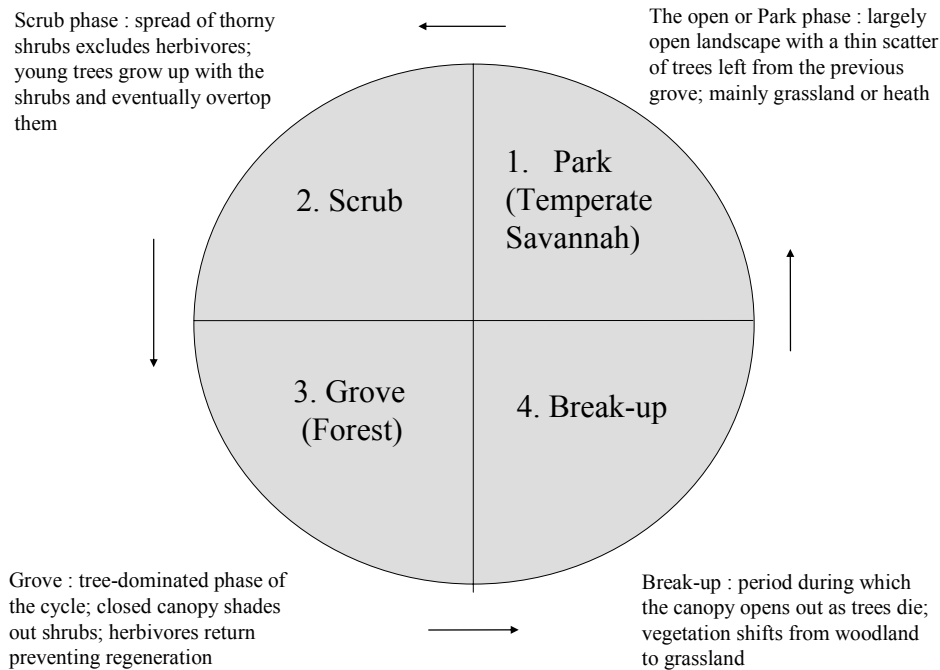 Scrub phase : spread of thorny
shrubs excludes herbivores;
young trees grow up with the
shrubs and eventually overtop
them
The open or Park phase : largely
open landscape with a thin scatter
of trees left from the previous
grove; mainly grassland or heath
2. Scrub
1. Park
(Temperate
Savannah)
3. Grove
(Forest)
4. Break-up
Grove : tree-dominated phase of
the cycle; closed canopy shades
out shrubs; herbivores return
preventing regeneration
Break-up : period during which
the canopy opens out as trees die;
vegetation shifts from woodland
to grassland